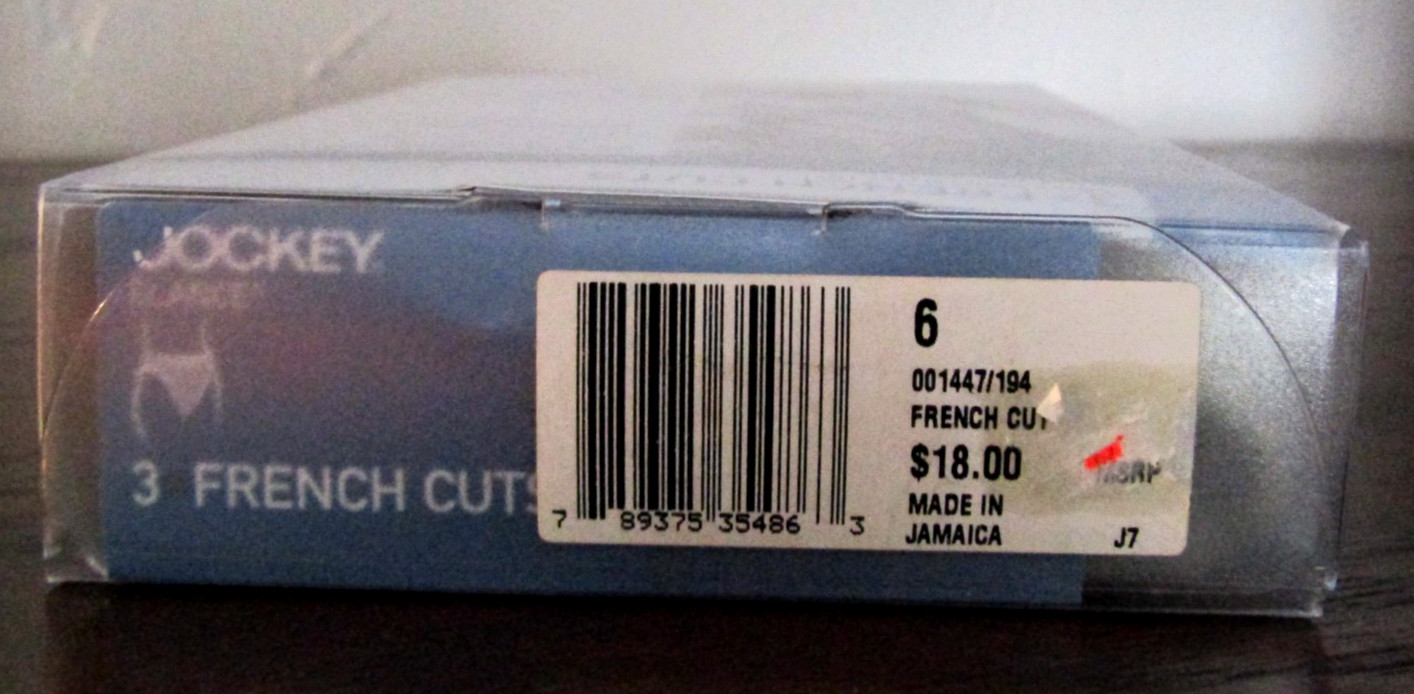 JOCKEY
3 FRENCH CUTS
6
001447/194
FRENCH CUT
$18.00 MSRP
MADE IN
JAMAICA J7
7 89375 35486 3